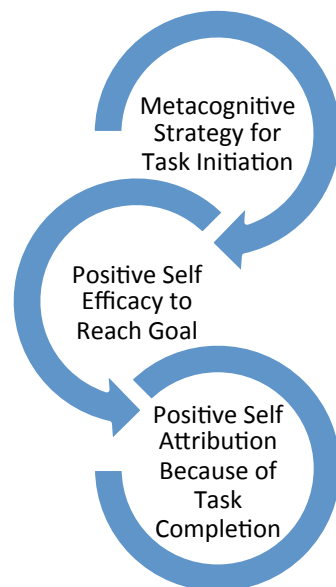 Metacognitive
Strategy for
Task Initiation
Positive Self
Efficacy to
Reach Goal
Positive Self
Attribution
Because of
Task
Completion